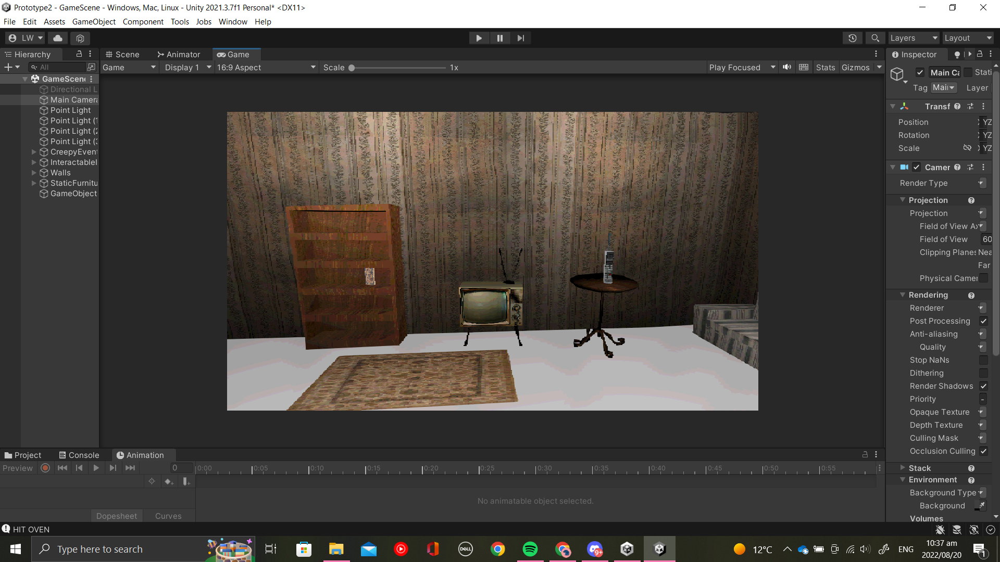 Prototype2 - GameScene - Windows, Mac, Linux - Unity 2021.3.7f1 Personal* <DX11>
File Edit Assets GameObject Component Tools Jobs Window Help
LW Layers Layout
Hierarchy Scene Animator Game Inspector
All Game Display 1 16:9 Aspect Scale 1x Play Focused Stats Gizmos
GameScene
Directional L
Main Camera
Point Light
Point Light (1
Point Light (2
Point Light (3
CreepyEvent
InteractableI
Walls
StaticFurnitu
GameObject
Main Ca Stati
Tag Mai Layer
Transf
Position X Y Z
Rotation X Y Z
Scale X Y Z
Camer
Render Type
Projection
Projection
Field of View Ax
Field of View 60
Clipping Planes Nea
Far
Physical Camer
Rendering
Renderer
Post Processing
Anti-aliasing
Quality
Stop NaNs
Dithering
Render Shadows
Priority -
Opaque Texture
Depth Texture
Culling Mask
Occlusion Culling
Stack
Environment
Background Type
Background
Volumes
Project Console Animation
Preview 0 0:00 0:05 0:10 0:15 0:20 0:25 0:30 0:35 0:40 0:45 0:50 0:55
No animatable object selected.
Dopesheet Curves
HIT OVEN
Type here to search DELL 9+ 12°C ENG 10:37 am
2022/08/20 1